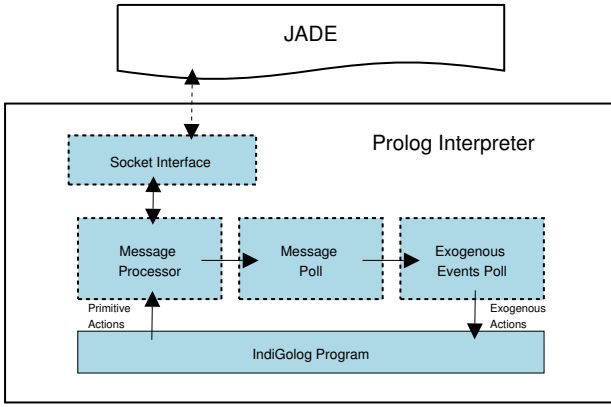 JADE
Prolog Interpreter
Socket Interface
Message
Processor
Message
Poll
Exogenous
Events Poll
Primitive
Actions
Exogenous
Actions
IndiGolog Program